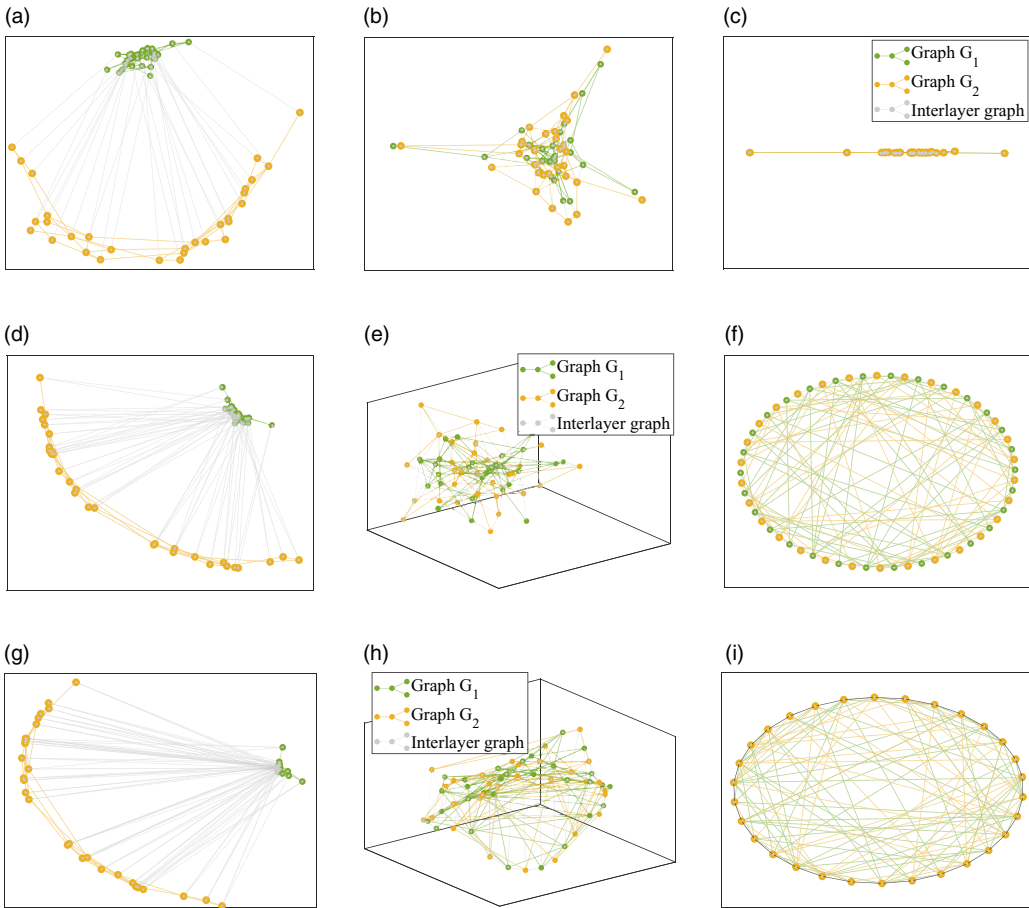 (a)
(b)
(c)
Graph G1
Graph G2
Interlayer graph
(d)
(e)
(f)
Graph G1
Graph G2
Interlayer graph
(g)
(h)
(i)
Graph G1
Graph G2
Interlayer graph